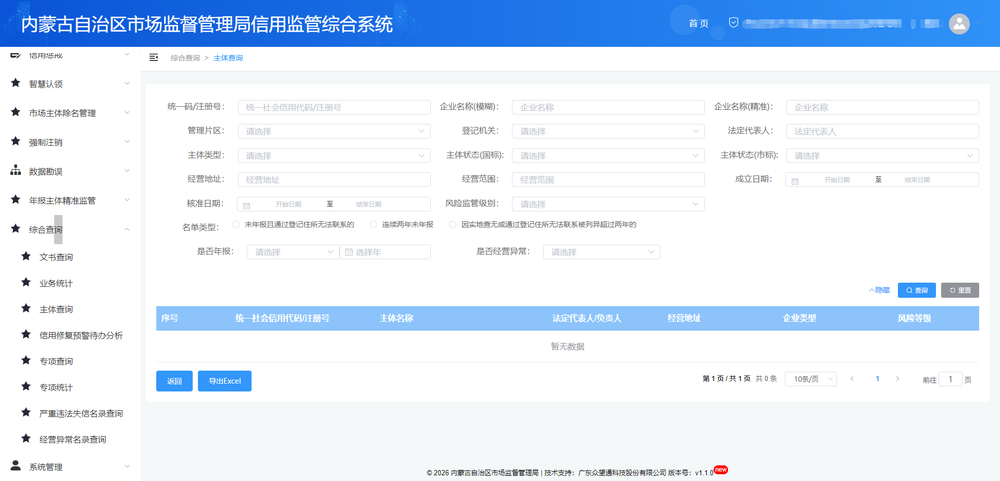 内蒙古自治区市场监督管理局信用监管综合系统
首页
信用惩戒
智慧认领
市场主体除名管理
强制注销
数据勘误
年报主体精准监管
综合查询
文书查询
业务统计
主体查询
信用修复预警待办分析
专项查询
专项统计
严重违法失信名录查询
经营异常名录查询
系统管理
综合查询 > 主体查询
统一码/注册号: 统一社会信用代码/注册号 企业名称(模糊): 企业名称 企业名称(精准): 企业名称
管理片区: 请选择 登记机关: 请选择 法定代表人: 法定代表人
主体类型: 请选择 主体状态(国标): 请选择 主体状态(市标): 请选择
经营地址: 经营地址 经营范围: 经营范围 成立日期: 开始日期 至 结束日期
核准日期: 开始日期 至 结束日期 风险监管级别: 请选择
名单类型: 未年报且通过登记住所无法联系的 连续两年未年报 因实地查无或通过登记住所无法联系被列异超过两年的
是否年报: 请选择 选择年 是否经营异常: 请选择
隐藏 查询 重置
序号 统一社会信用代码/注册号 主体名称 法定代表人/负责人 经营地址 企业类型 风险等级
暂无数据
返回 导出Excel 第 1 页 / 共 1 页 共 0 条 10条/页 < 1 > 前往 1 页
© 2026 内蒙古自治区市场监督管理局 | 技术支持：广东众望通科技股份有限公司 版本号：v1.1.0 new